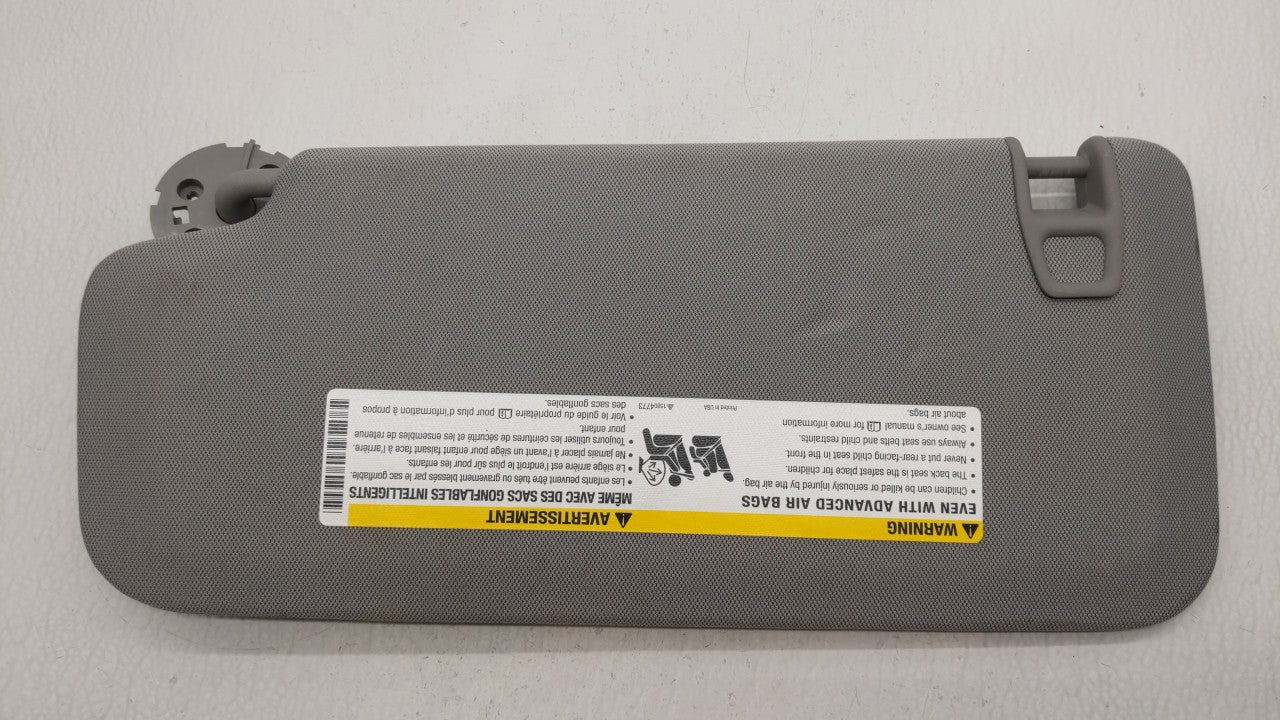 WARNING
EVEN WITH ADVANCED AIR BAGS
• Children can be killed or seriously injured by the air bag.
• The back seat is the safest place for children.
• Never put a rear-facing child seat in the front.
• Always use seat belts and child restraints.
• See owner's manual for more information
about air bags.
Printed in USA
15804773
AVERTISSEMENT
MÊME AVEC DES SACS GONFLABLES INTELLIGENTS
• Les enfants peuvent être tués ou gravement blessés par le sac gonflable.
• Le siège arrière est l'endroit le plus sûr pour les enfants.
• Ne jamais placer à l'avant un siège pour enfant faisant face à l'arrière.
• Toujours utiliser les ceintures de sécurité et les ensembles de retenue
pour enfant.
• Voir le guide du propriétaire pour plus d'information à propos
des sacs gonflables.